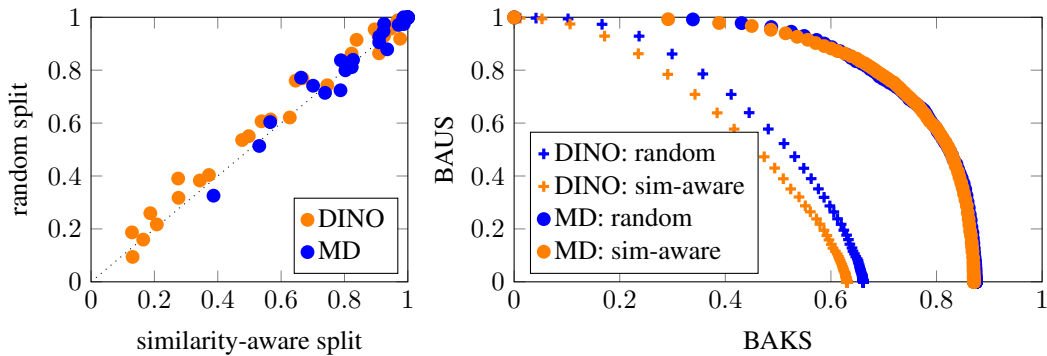 1
0.8
0.6
0.4
0.2
0
random split
0
0.2
0.4
0.6
0.8
1
similarity-aware split
DINO
MD
1
0.8
0.6
0.4
0.2
0
BAUS
0
0.2
0.4
0.6
0.8
1
BAKS
DINO: random
DINO: sim-aware
MD: random
MD: sim-aware